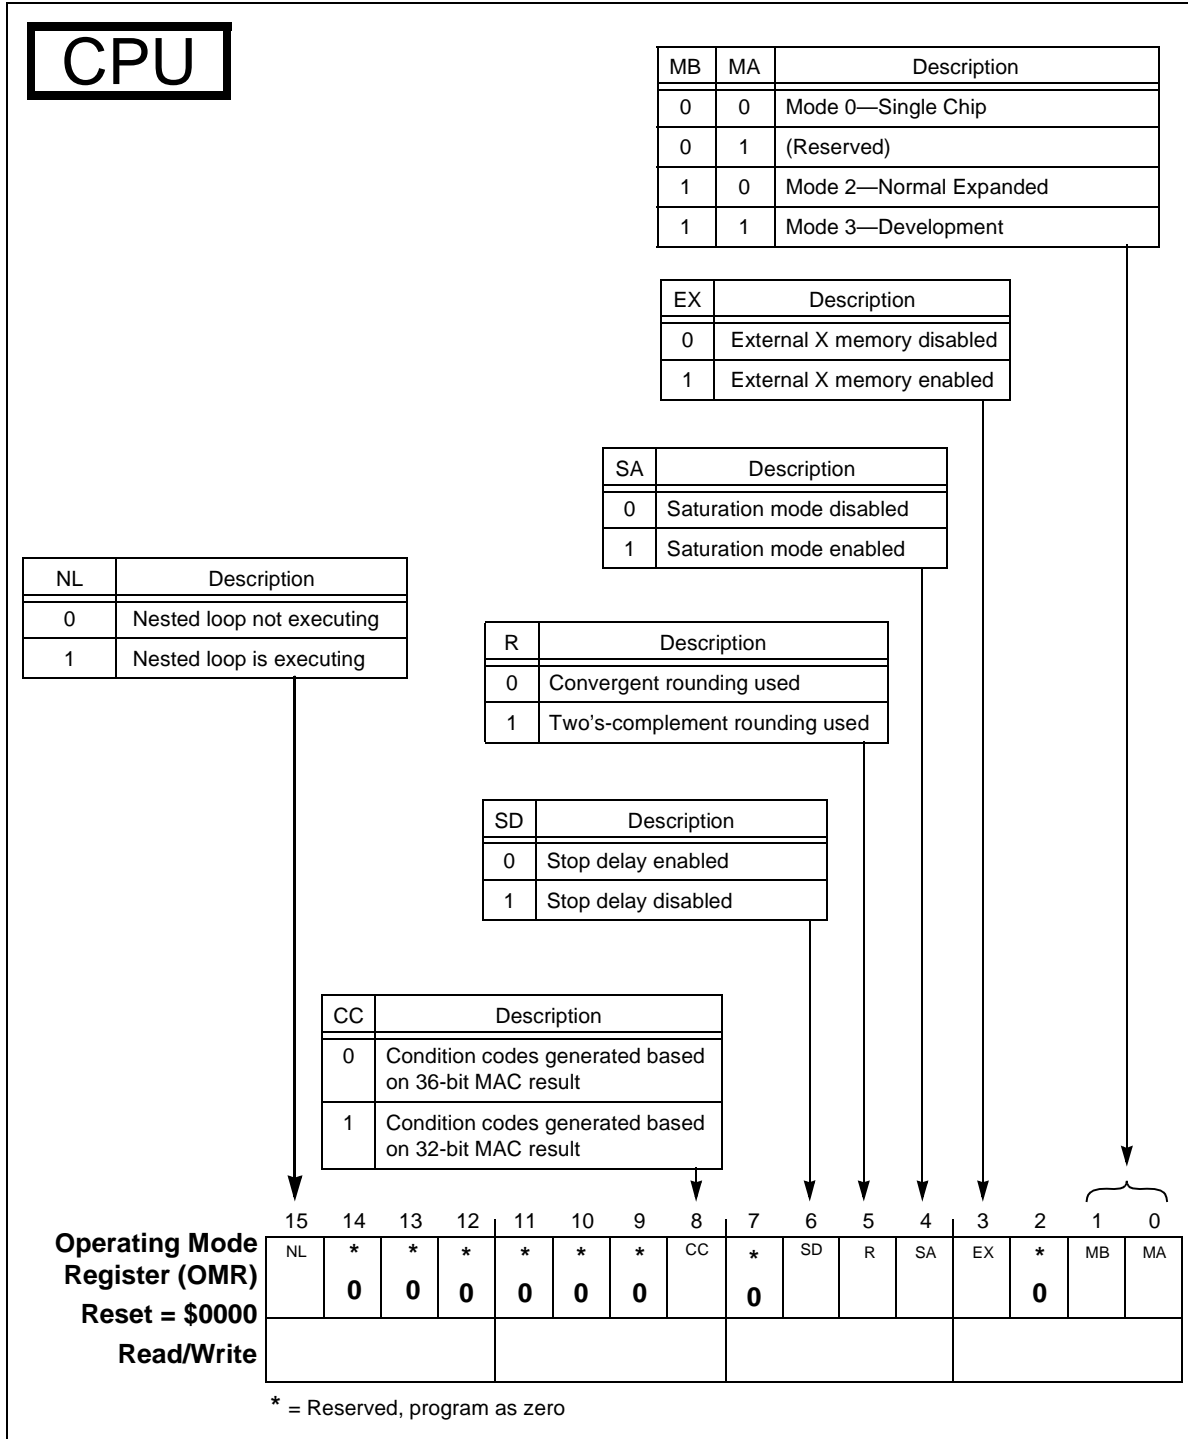 CPU
MB MA Description
0 0 Mode 0—Single Chip
0 1 (Reserved)
1 0 Mode 2—Normal Expanded
1 1 Mode 3—Development
EX Description
0 External X memory disabled
1 External X memory enabled
SA Description
0 Saturation mode disabled
1 Saturation mode enabled
NL Description
0 Nested loop not executing
1 Nested loop is executing
R Description
0 Convergent rounding used
1 Two’s-complement rounding used
SD Description
0 Stop delay enabled
1 Stop delay disabled
CC Description
0 Condition codes generated based
on 36-bit MAC result
1 Condition codes generated based
on 32-bit MAC result
15 14 13 12 11 10 9 8 7 6 5 4 3 2 1 0
Operating Mode
Register (OMR)
Reset = $0000
Read/Write
NL * * * * * * CC * SD R SA EX * MB MA
0 0 0 0 0 0 0 0
* = Reserved, program as zero